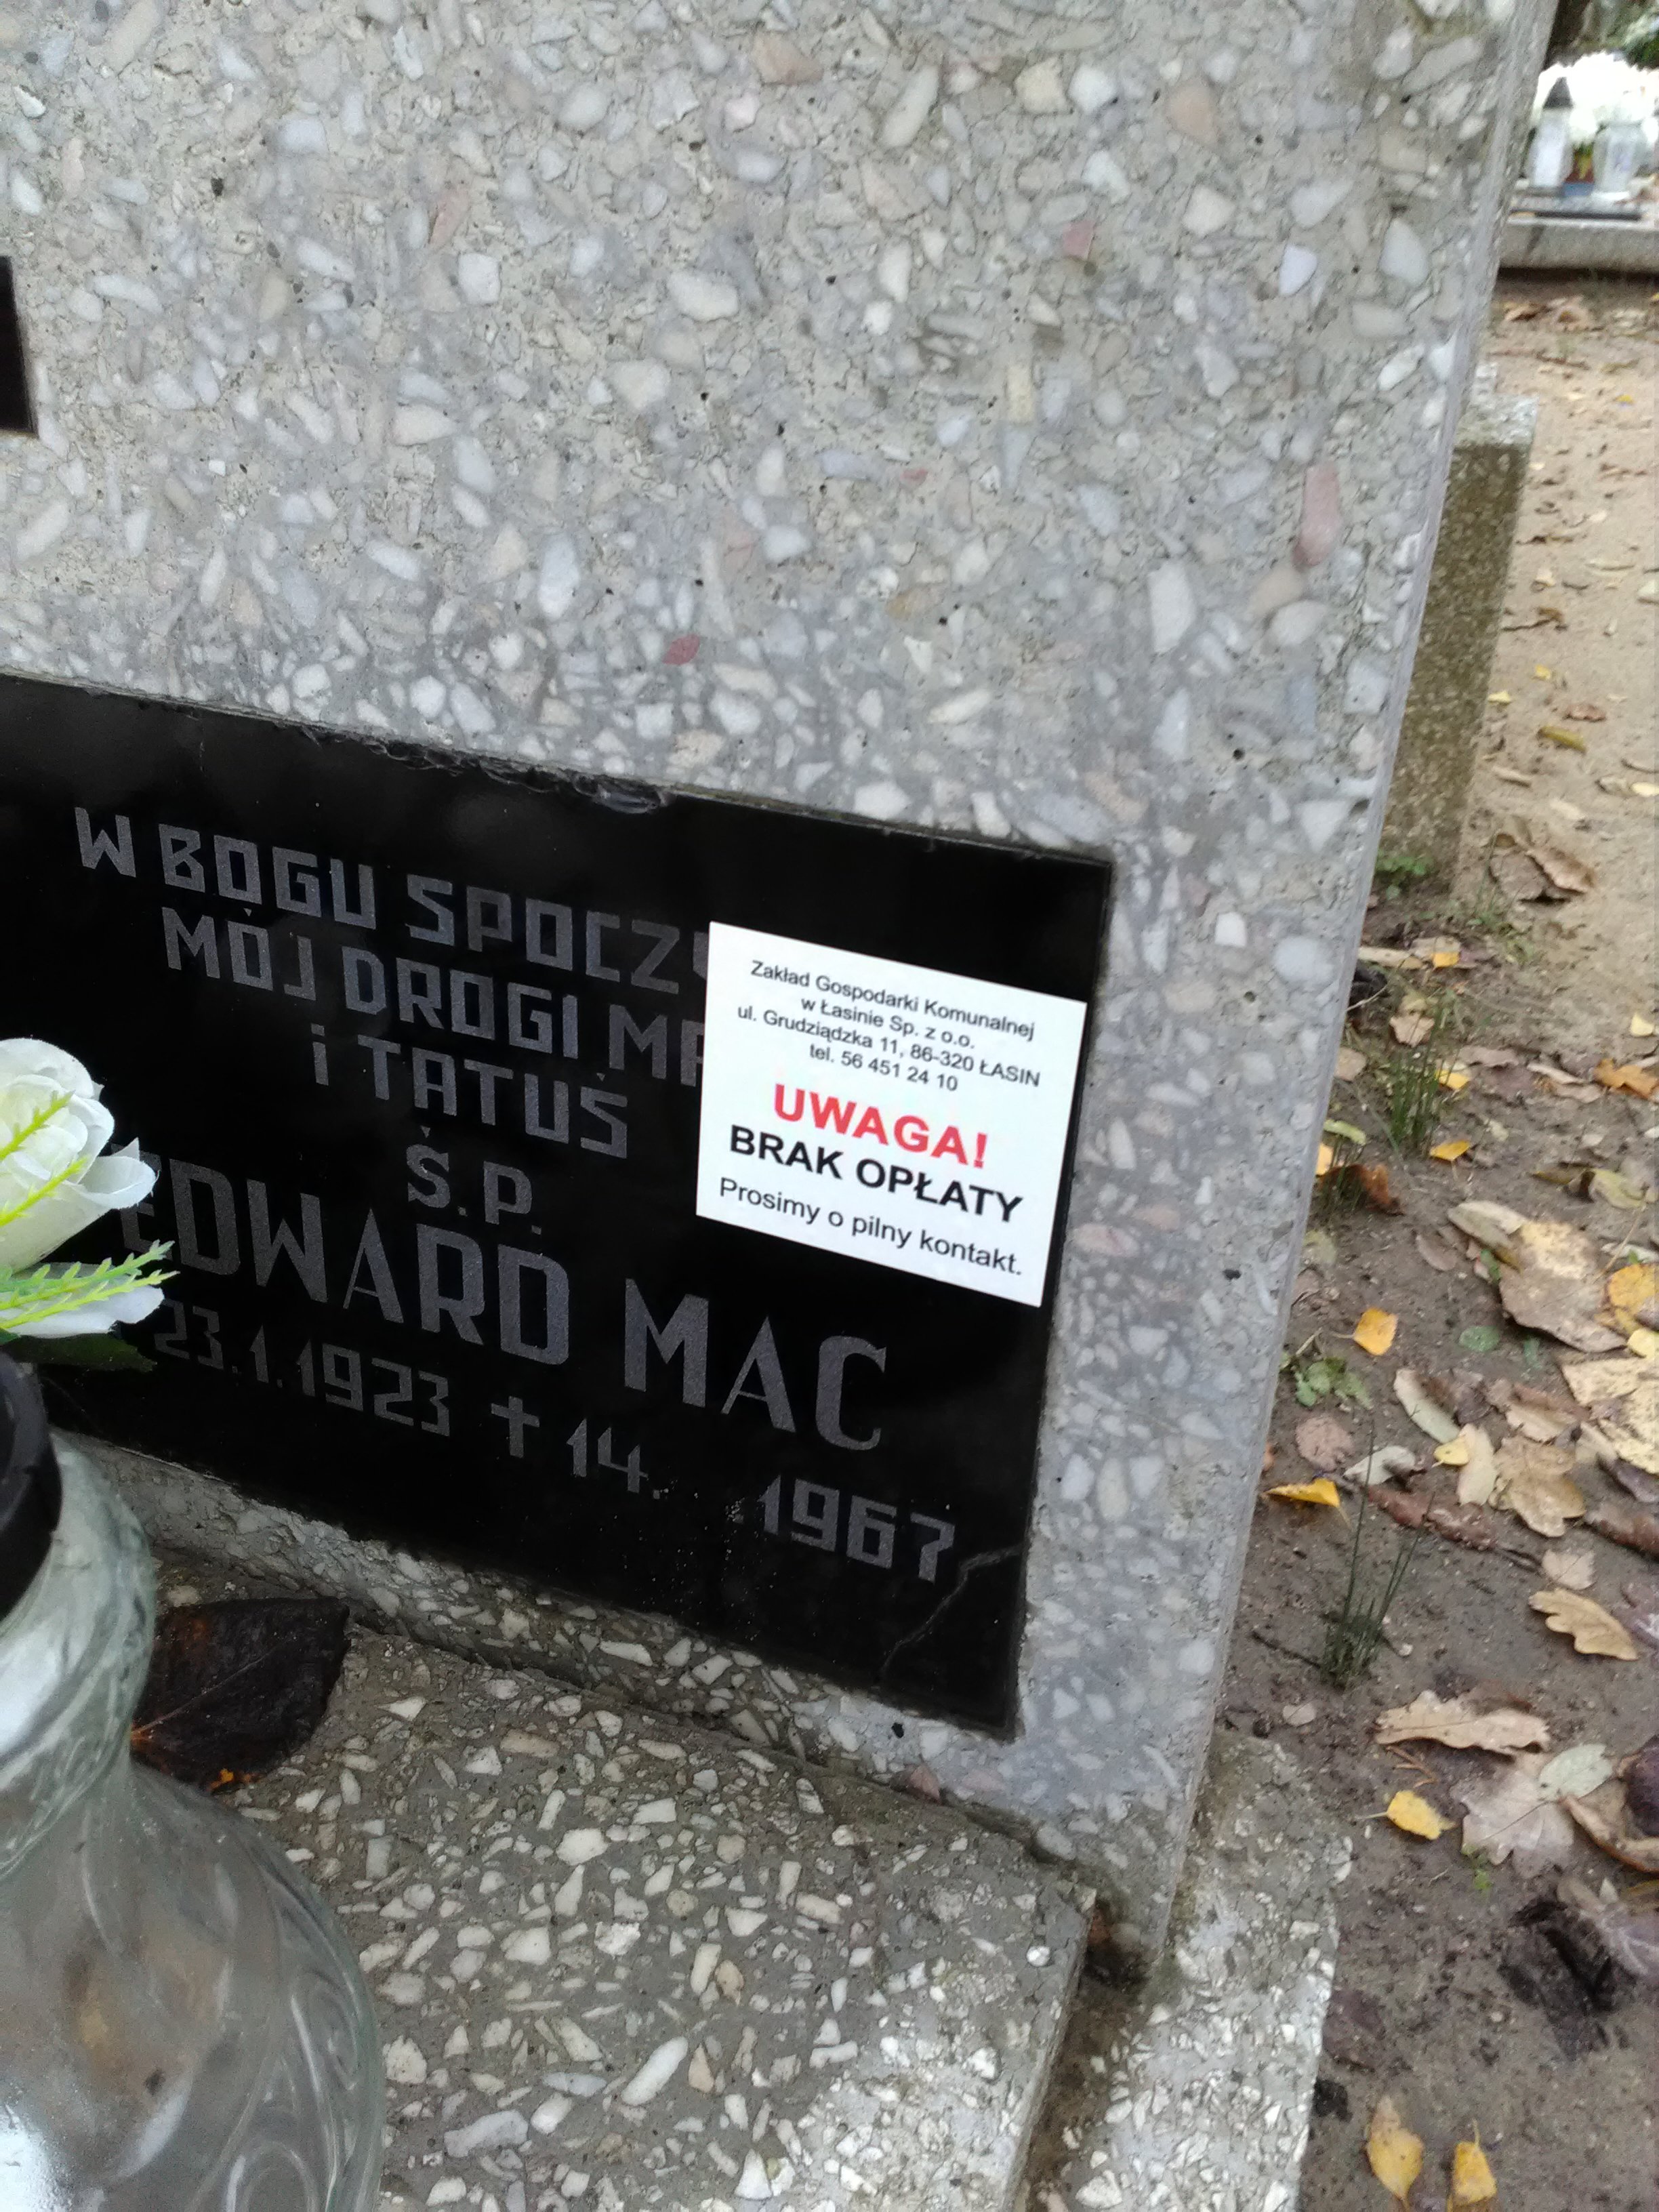 W BOGU SPOCZY
MÓJ DROGI
i TATUŚ
Ś.P.
EDWARD MAC
23.1.1923 † 14. 1967
Zakład Gospodarki Komunalnej
w Łasinie Sp. z o.o.
ul. Grudziądzka 11, 86-320 ŁASIN
tel. 56 451 24 10
UWAGA!
BRAK OPŁATY
Prosimy o pilny kontakt.